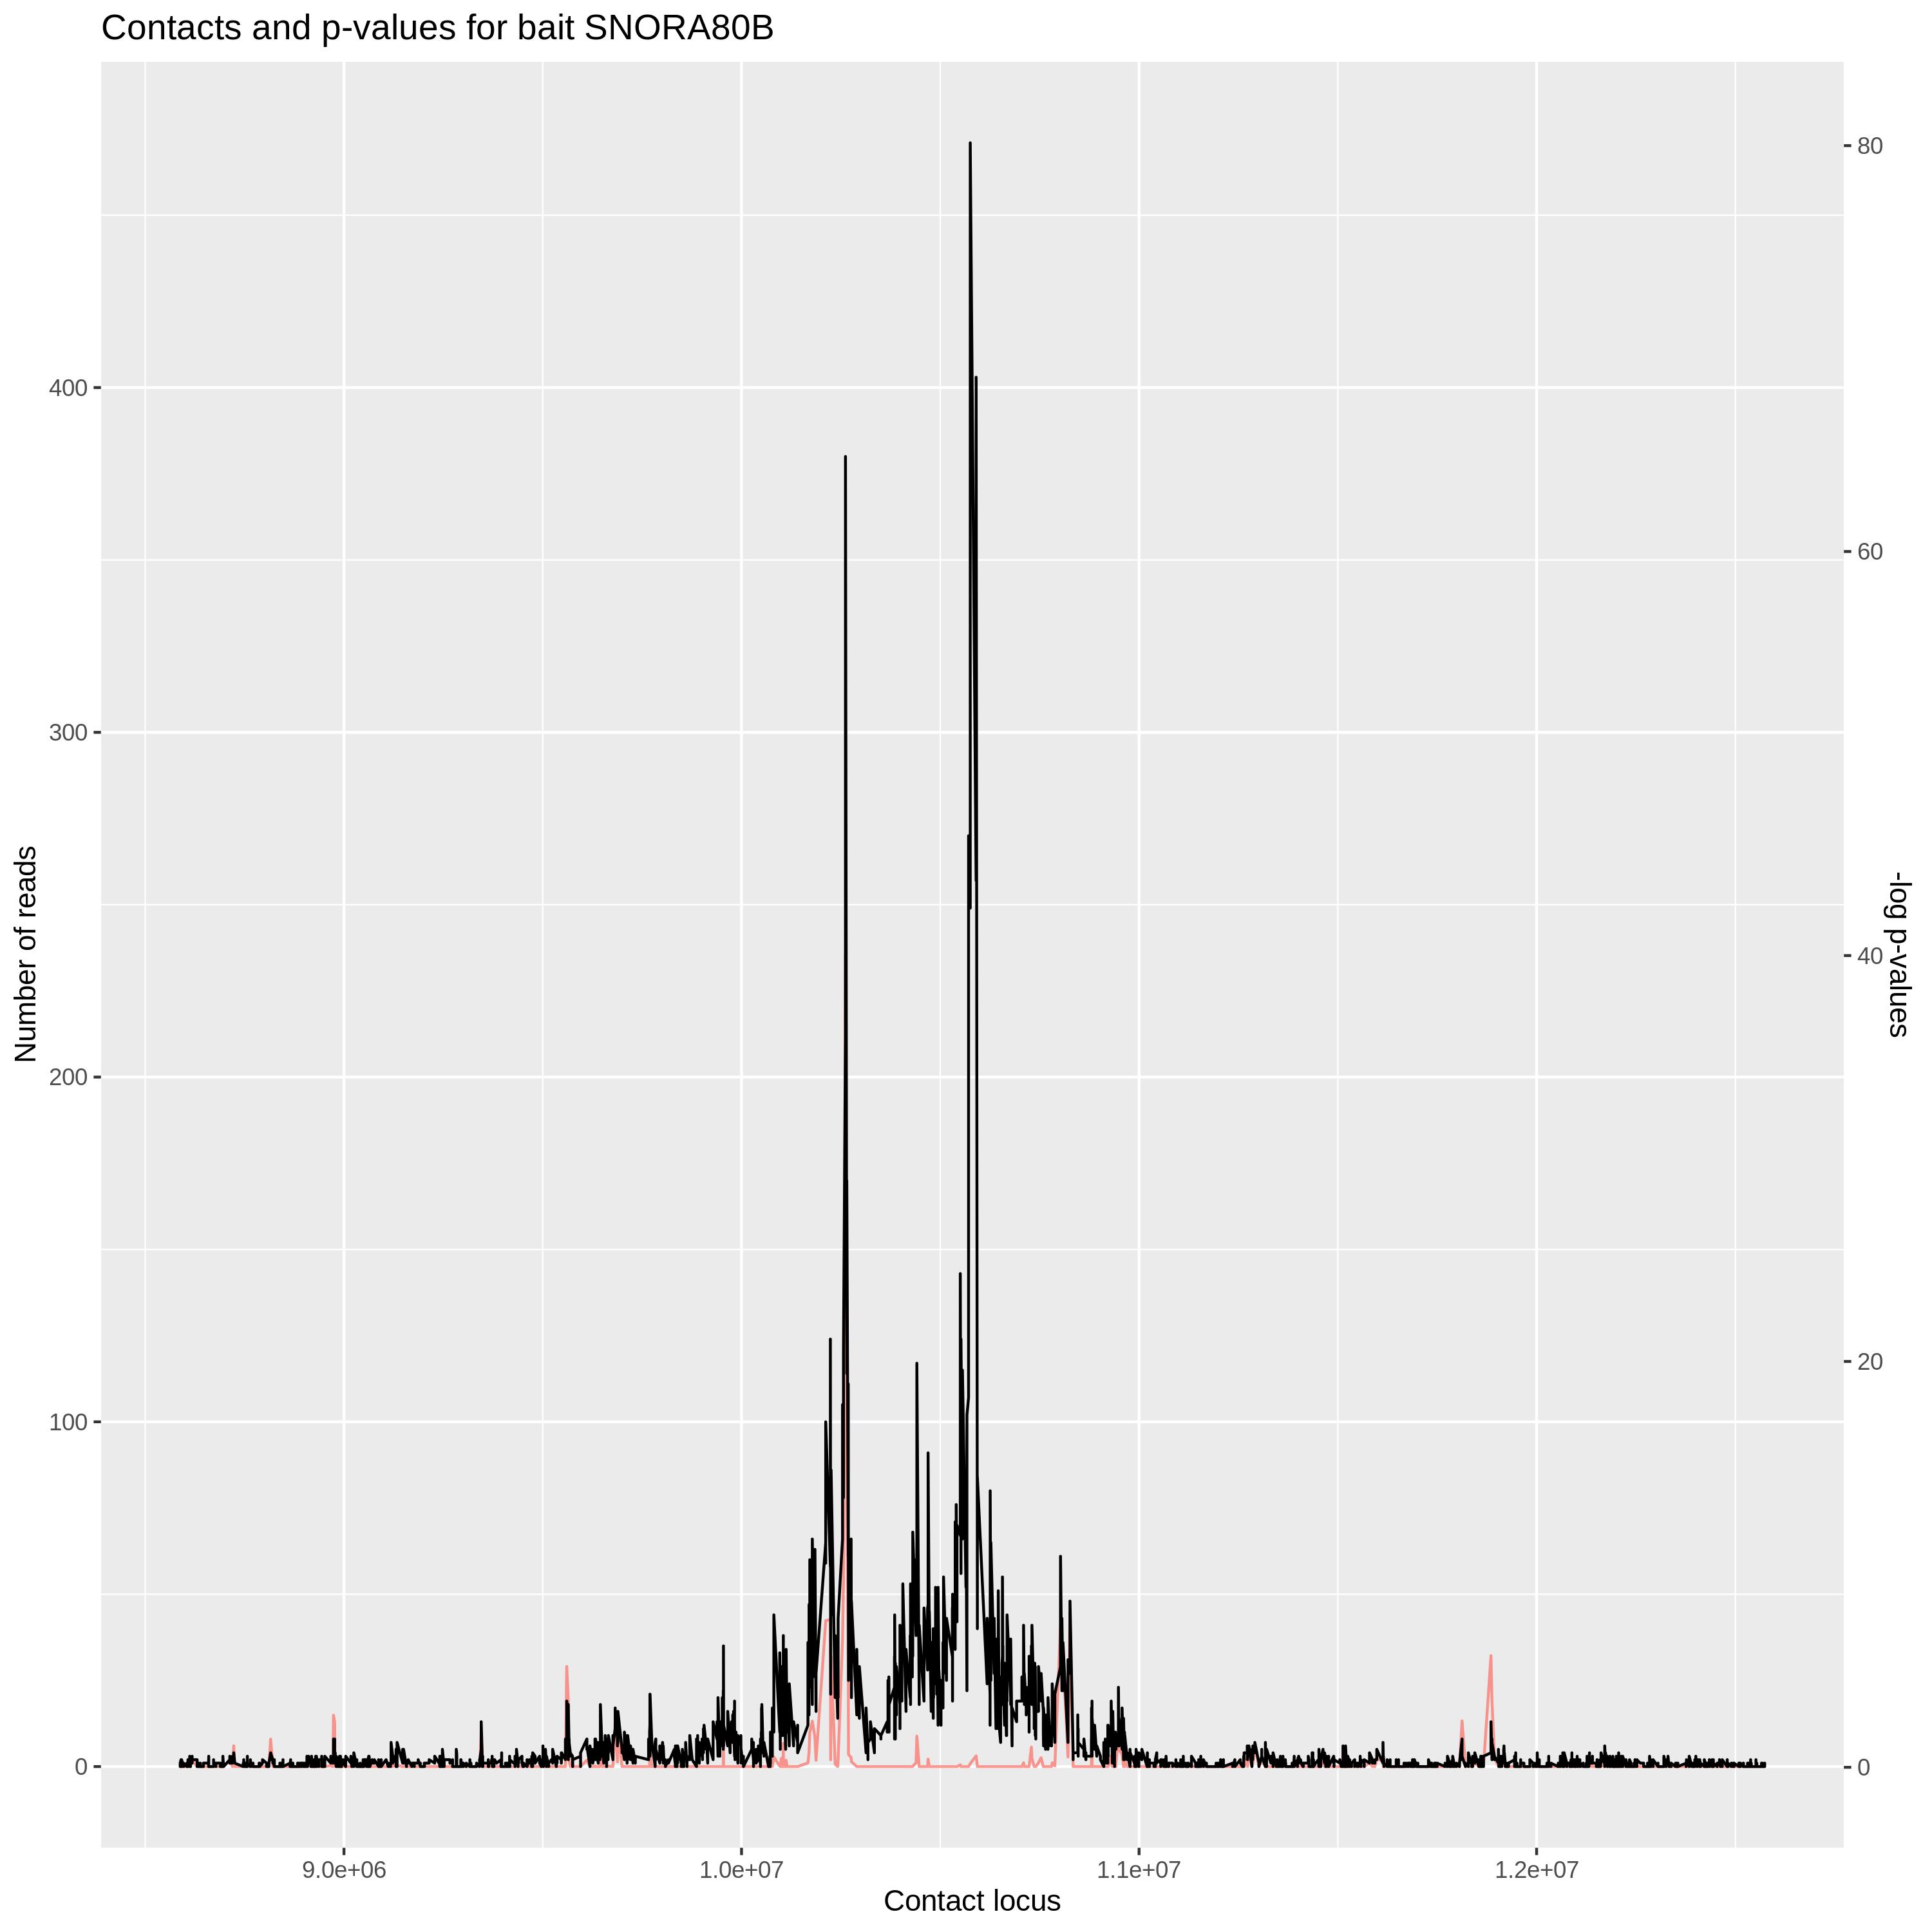 Contacts and p-values for bait SNORA80B
80
60
40
20
0
-log p-values
400
300
200
100
0
Number of reads
9.0e+06 1.0e+07 1.1e+07 1.2e+07
Contact locus